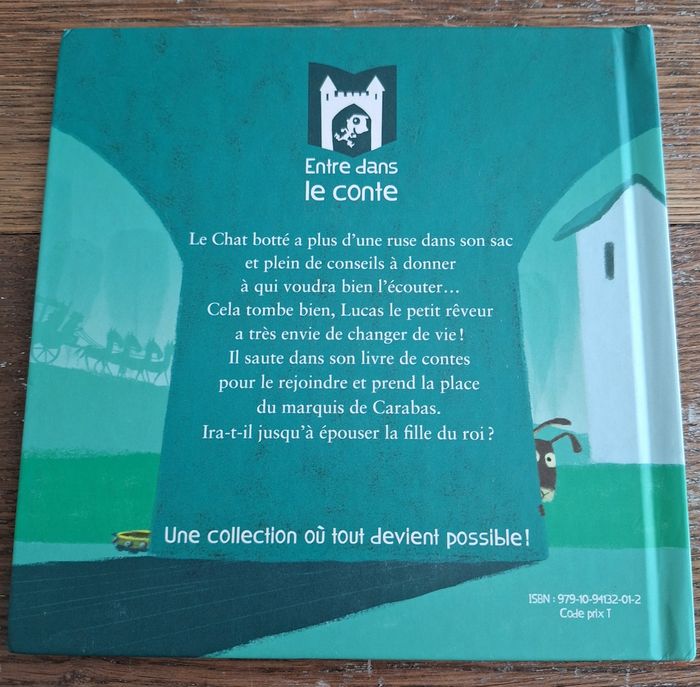 Entre dans
le conte
Le Chat botté a plus d'une ruse dans son sac
et plein de conseils à donner
à qui voudra bien l'écouter...
Cela tombe bien, Lucas le petit rêveur
a très envie de changer de vie !
Il saute dans son livre de contes
pour le rejoindre et prend la place
du marquis de Carabas.
Ira-t-il jusqu'à épouser la fille du roi ?
Une collection où tout devient possible !
ISBN : 979-10-94132-01-2
Code prix T